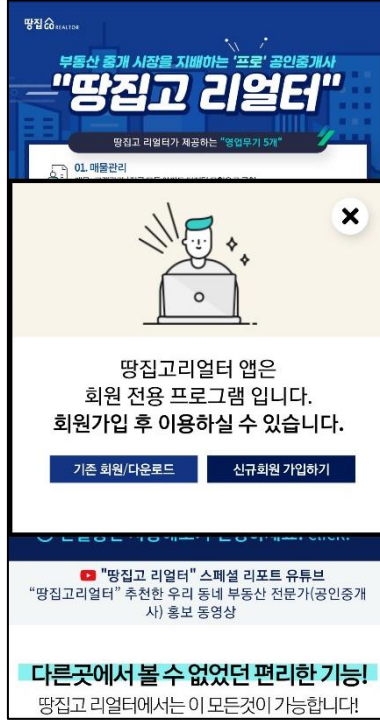 땅집GO REALTOR
부동산 중개 시장을 지배하는 '프로' 공인중개사
"땅집고 리얼터"
땅집고 리얼터가 제공하는 "영업무기 5개"
01. 매물관리
땅집고리얼터 앱은
회원 전용 프로그램 입니다.
회원가입 후 이용하실 수 있습니다.
기존 회원/다운로드
신규회원 가입하기
"땅집고 리얼터" 스페셜 리포트 유튜브
“땅집고리얼터” 추천한 우리 동네 부동산 전문가(공인중개
사) 홍보 동영상
다른곳에서 볼 수 없었던 편리한 기능!
땅집고 리얼터에서는 이 모든것이 가능합니다!